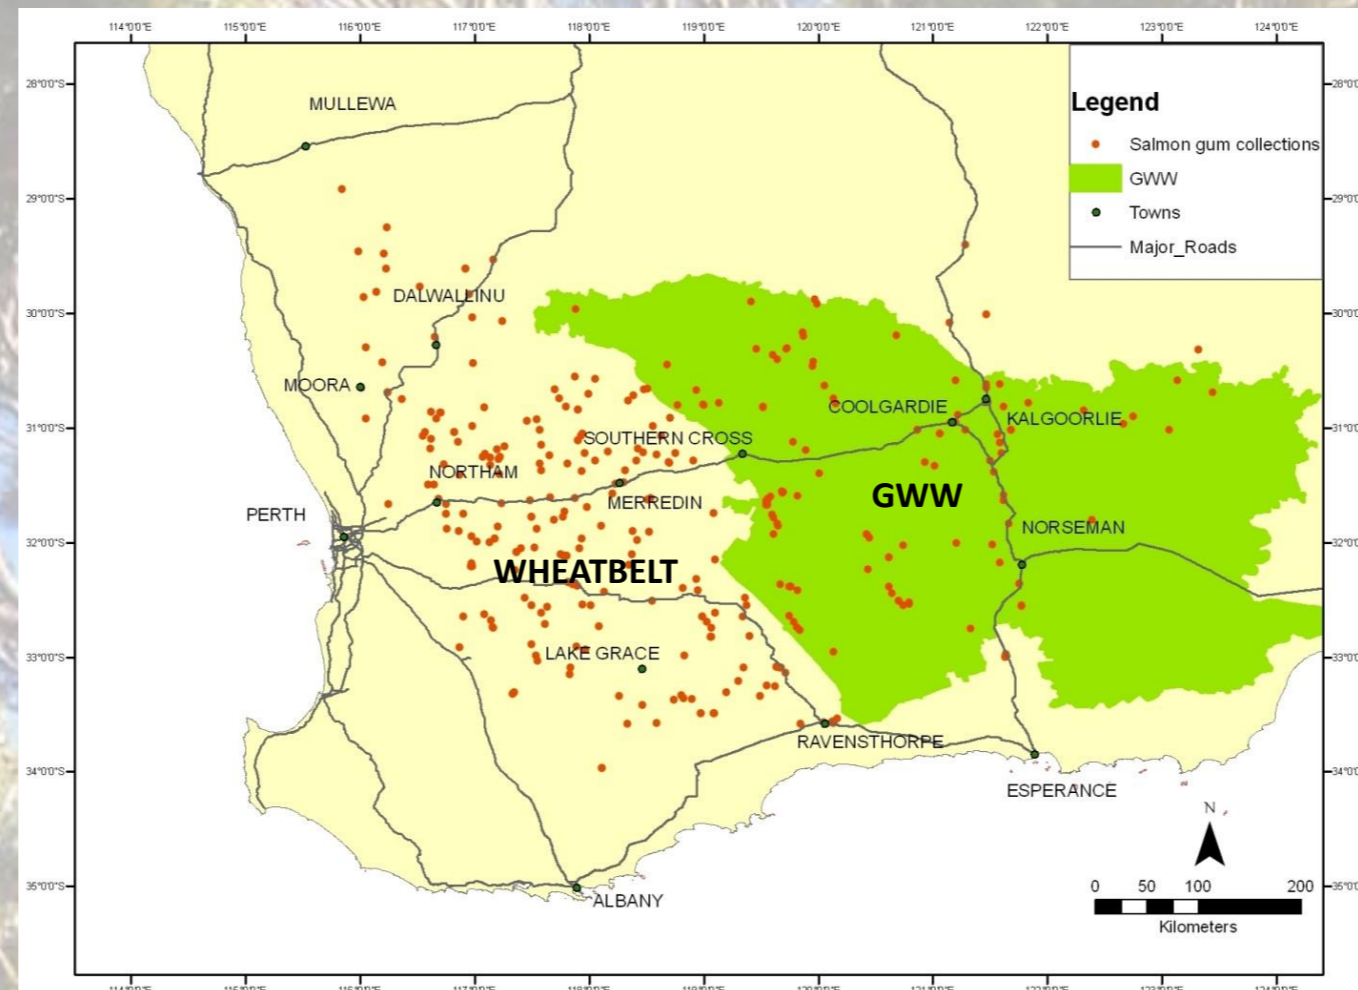 114°0'0"E 115°0'0"E 116°0'0"E 117°0'0"E 118°0'0"E 119°0'0"E 120°0'0"E 121°0'0"E 122°0'0"E 123°0'0"E 124°0'0"E
28°0'0"S
29°0'0"S
30°0'0"S
31°0'0"S
32°0'0"S
33°0'0"S
34°0'0"S
35°0'0"S
MULLEWA
DALWALLINU
MOORA
COOLGARDIE
KALGOORLIE
SOUTHERN CROSS
NORTHAM
MERREDIN
GWW
PERTH
NORSEMAN
WHEATBELT
LAKE GRACE
RAVENSTHORPE
ESPERANCE
ALBANY
Legend
Salmon gum collections
GWW
Towns
Major_Roads
N
0 50 100 200
Kilometers